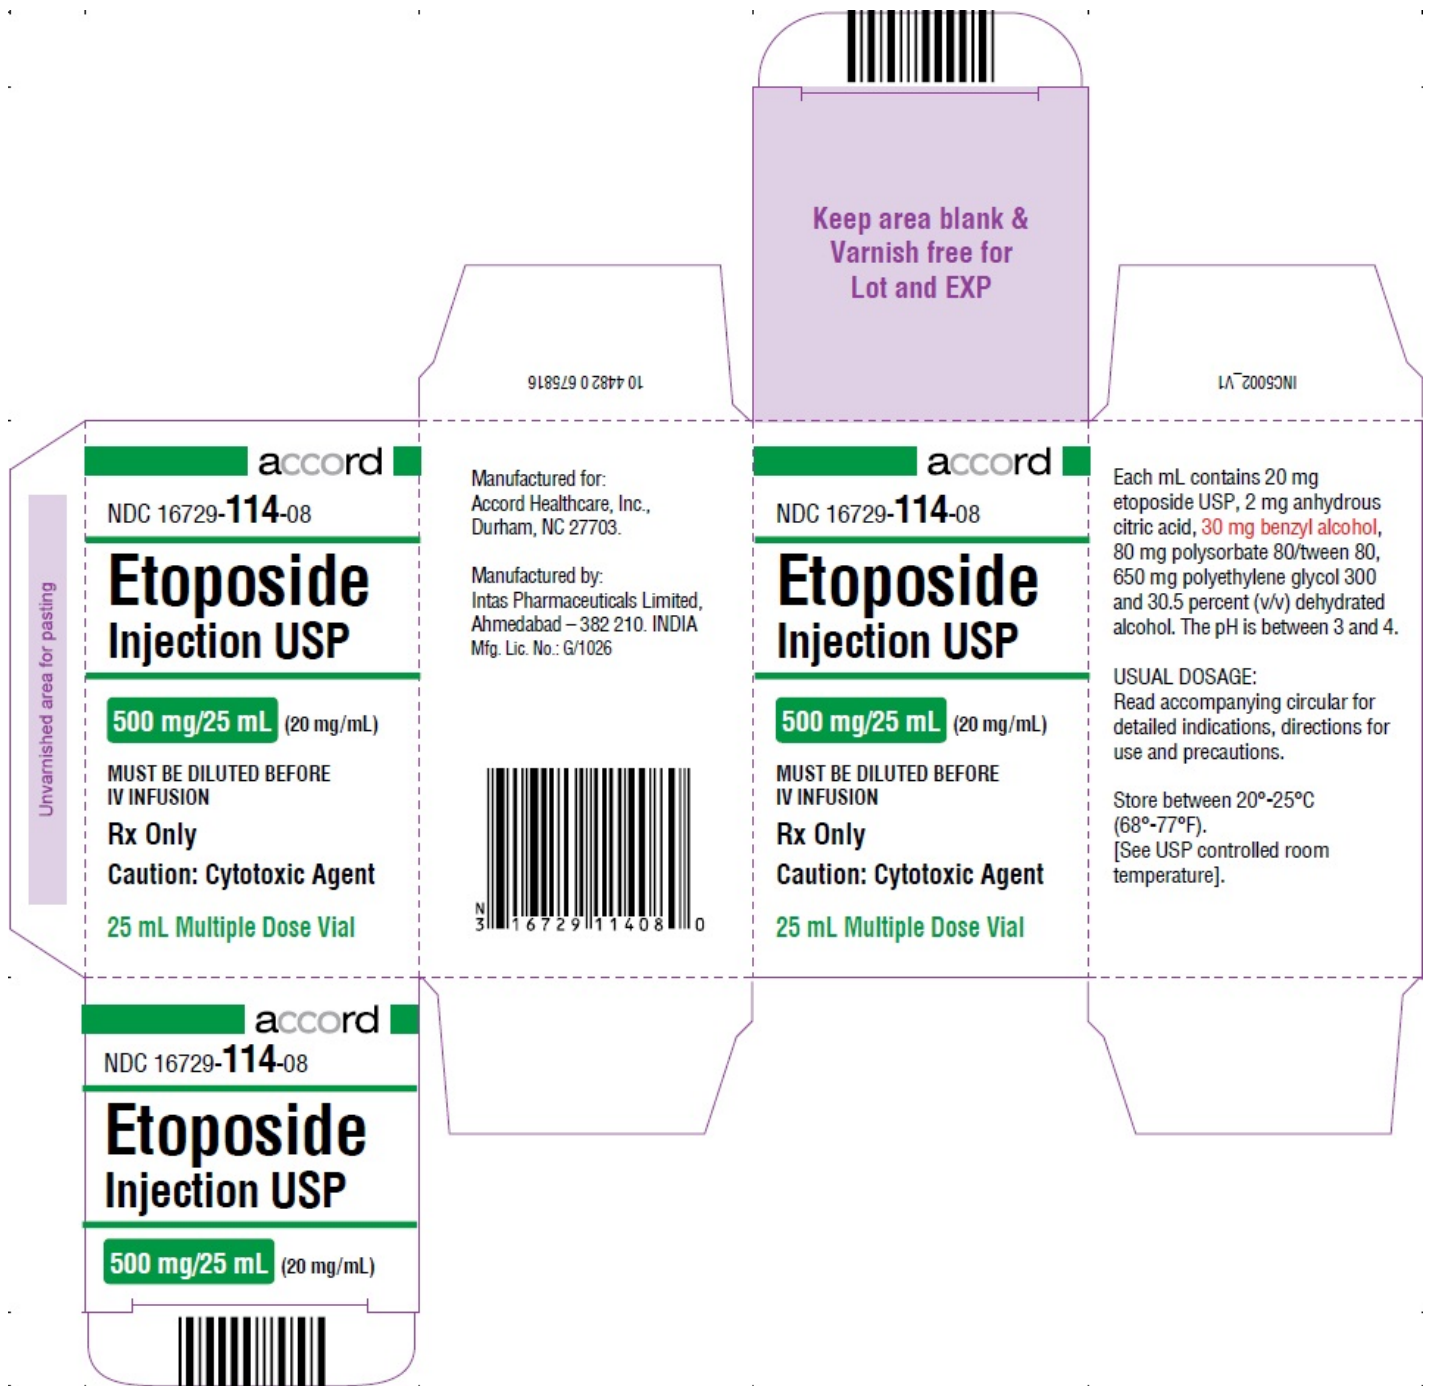 Keep area blank &
Varnish free for
Lot and EXP
10 4482 0 675816
INC5002_V1
Unvarnished area for pasting
accord
NDC 16729-114-08
Etoposide
Injection USP
500 mg/25 mL (20 mg/mL)
MUST BE DILUTED BEFORE
IV INFUSION
Rx Only
Caution: Cytotoxic Agent
25 mL Multiple Dose Vial
Manufactured for:
Accord Healthcare, Inc.,
Durham, NC 27703.
Manufactured by:
Intas Pharmaceuticals Limited,
Ahmedabad – 382 210. INDIA
Mfg. Lic. No.: G/1026
N
3 16729 11408 0
accord
NDC 16729-114-08
Etoposide
Injection USP
500 mg/25 mL (20 mg/mL)
MUST BE DILUTED BEFORE
IV INFUSION
Rx Only
Caution: Cytotoxic Agent
25 mL Multiple Dose Vial
Each mL contains 20 mg
etoposide USP, 2 mg anhydrous
citric acid, 30 mg benzyl alcohol,
80 mg polysorbate 80/tween 80,
650 mg polyethylene glycol 300
and 30.5 percent (v/v) dehydrated
alcohol. The pH is between 3 and 4.
USUAL DOSAGE:
Read accompanying circular for
detailed indications, directions for
use and precautions.
Store between 20º-25ºC
(68º-77ºF).
[See USP controlled room
temperature].
accord
NDC 16729-114-08
Etoposide
Injection USP
500 mg/25 mL (20 mg/mL)